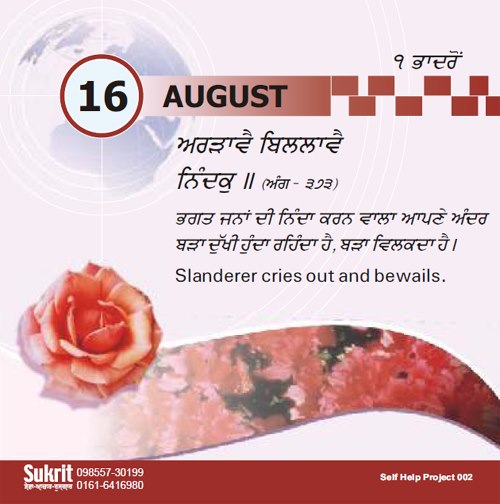 ੧ ਭਾਦਰੋਂ
16 AUGUST
ਅਰੜਾਵੈ ਬਿਲਲਾਵੈ
ਨਿੰਦਕੁ ॥ (ਅੰਗ - ੩੭੩)
ਭਗਤ ਜਨਾਂ ਦੀ ਨਿੰਦਾ ਕਰਨ ਵਾਲਾ ਆਪਣੇ ਅੰਦਰ
ਬੜਾ ਦੁੱਖੀ ਹੁੰਦਾ ਰਹਿੰਦਾ ਹੈ, ਬੜਾ ਵਿਲਕਦਾ ਹੈ।
Slanderer cries out and bewails.
Sukrit 098557-30199
0161-6416980
Self Help Project 002